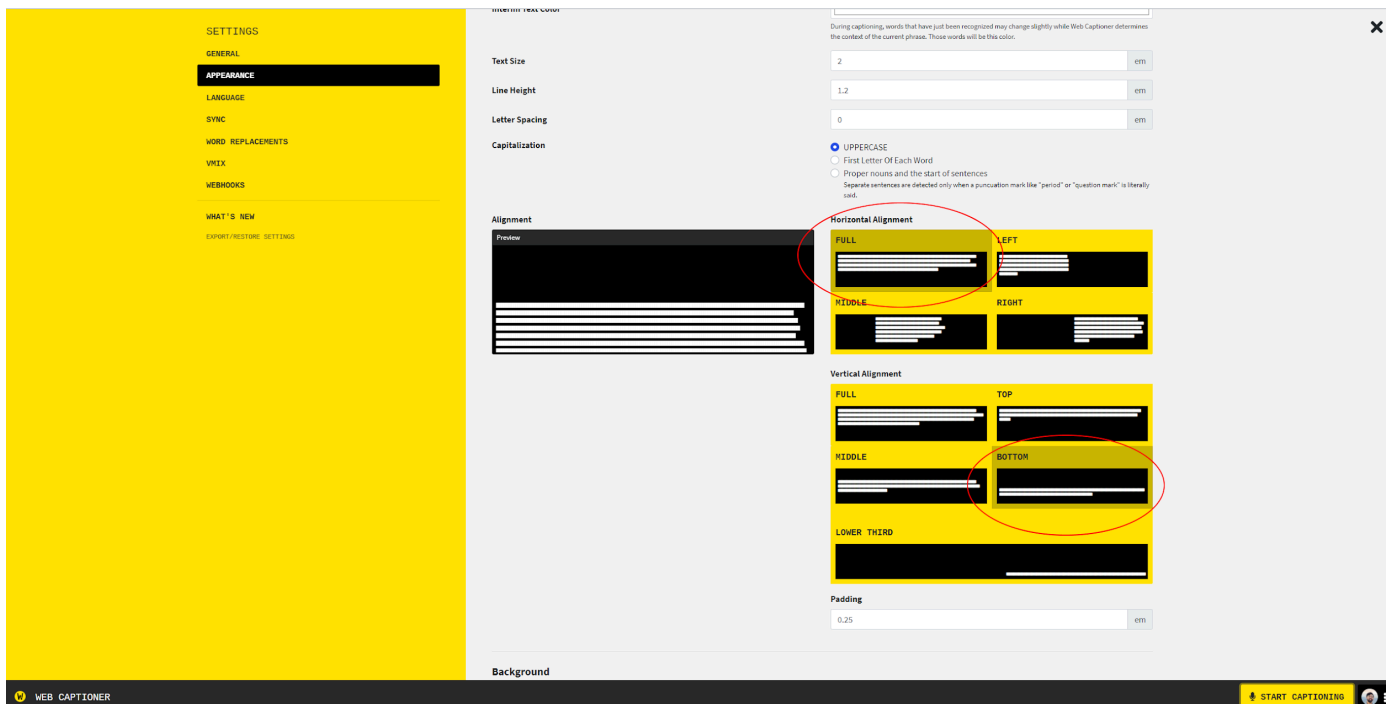 SETTINGS
GENERAL
APPEARANCE
LANGUAGE
SYNC
WORD REPLACEMENTS
VMIX
WEBHOOKS
WHAT'S NEW
EXPORT/RESTORE SETTINGS
Interim Text Color
During captioning, words that have just been recognized may change slightly while Web Captioner determines
the context of the current phrase. Those words will be this color.
Text Size
2 em
Line Height
1.2 em
Letter Spacing
0 em
Capitalization
UPPERCASE
First Letter Of Each Word
Proper nouns and the start of sentences
Separate sentences are detected only when a puncuation mark like "period" or "question mark" is literally
said.
Alignment
Preview
Horizontal Alignment
FULL LEFT
MIDDLE RIGHT
Vertical Alignment
FULL TOP
MIDDLE BOTTOM
LOWER THIRD
Padding
0.25 em
Background
W WEB CAPTIONER
START CAPTIONING